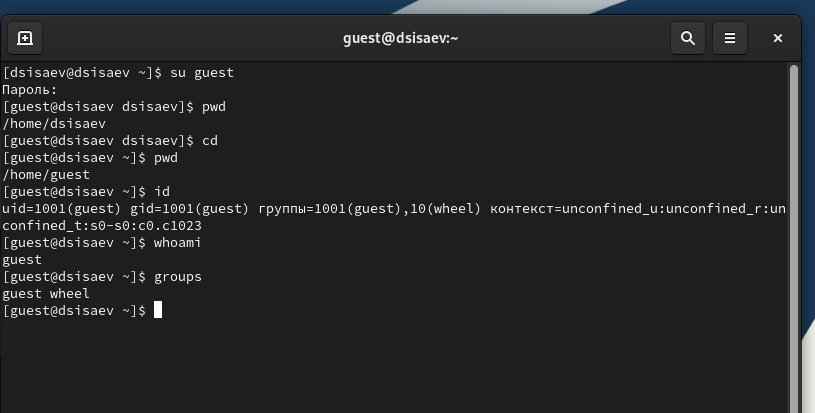 guest@dsisaev:~
[dsisaev@dsisaev ~]$ su guest
Пароль:
[guest@dsisaev dsisaev]$ pwd
/home/dsisaev
[guest@dsisaev dsisaev]$ cd
[guest@dsisaev ~]$ pwd
/home/guest
[guest@dsisaev ~]$ id
uid=1001(guest) gid=1001(guest) группы=1001(guest),10(wheel) контекст=unconfined_u:unconfined_r:un
confined_t:s0-s0:c0.c1023
[guest@dsisaev ~]$ whoami
guest
[guest@dsisaev ~]$ groups
guest wheel
[guest@dsisaev ~]$